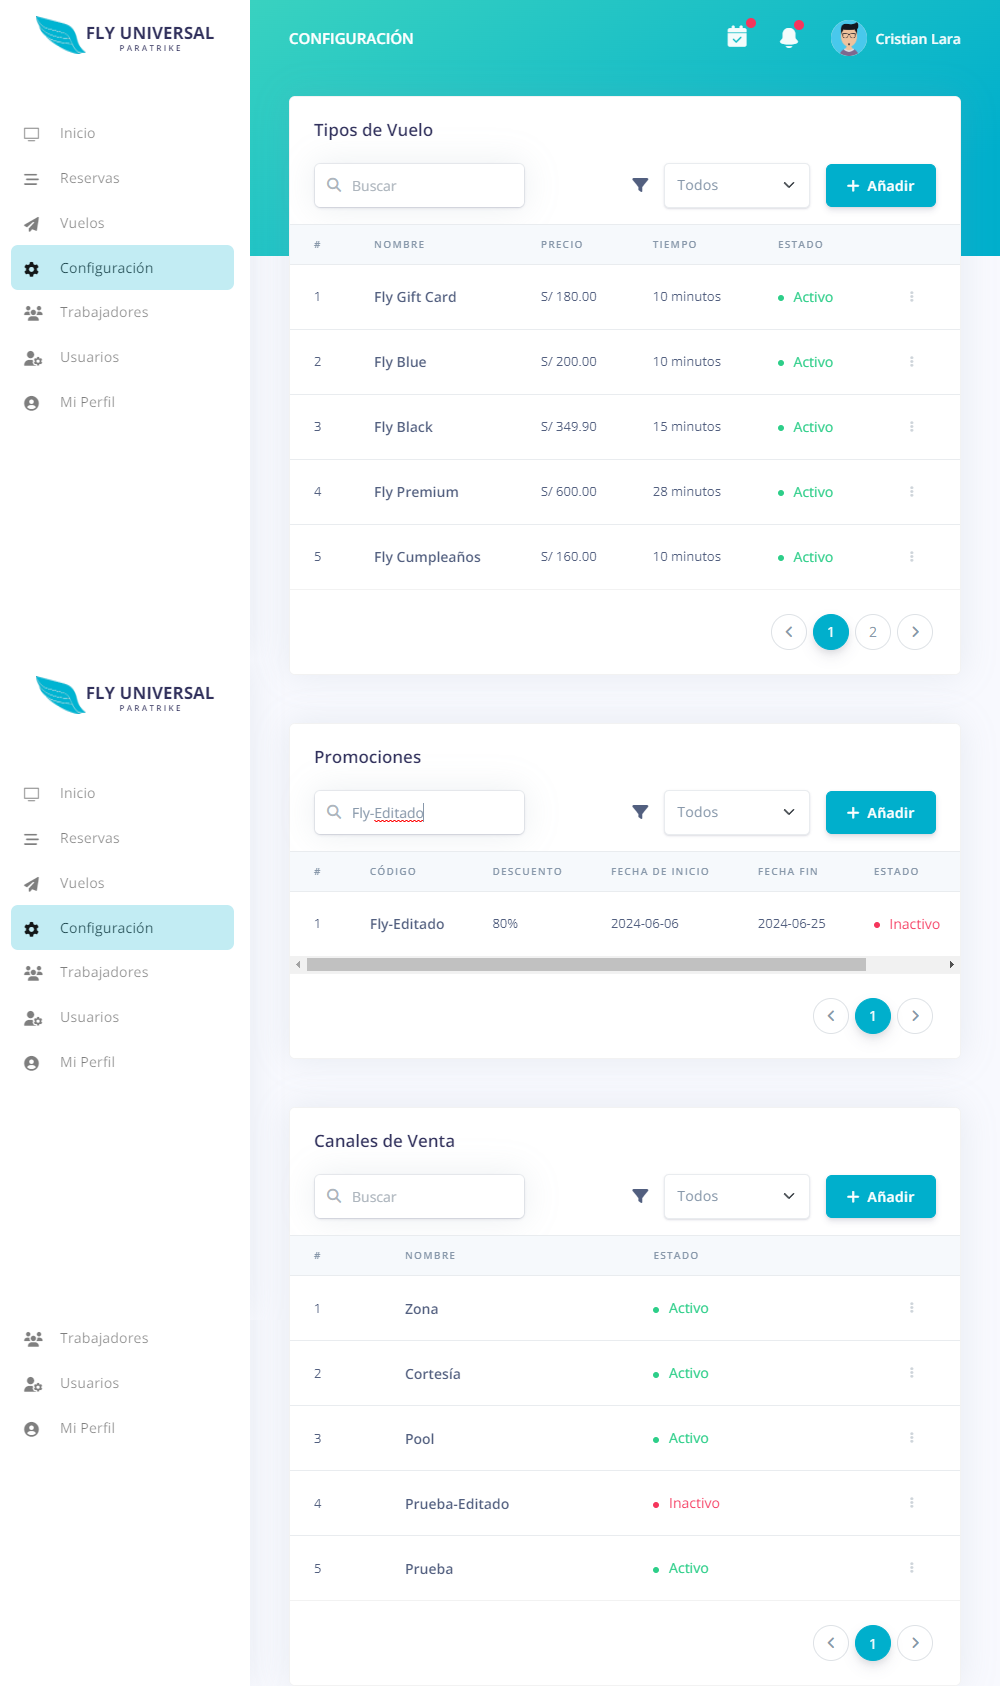 FLY UNIVERSAL
PARATRIKE
Inicio
Reservas
Vuelos
Configuración
Trabajadores
Usuarios
Mi Perfil
CONFIGURACIÓN
Cristian Lara
Tipos de Vuelo
Buscar
Todos
+ Añadir
# NOMBRE PRECIO TIEMPO ESTADO
1 Fly Gift Card S/ 180.00 10 minutos Activo
2 Fly Blue S/ 200.00 10 minutos Activo
3 Fly Black S/ 349.90 15 minutos Activo
4 Fly Premium S/ 600.00 28 minutos Activo
5 Fly Cumpleaños S/ 160.00 10 minutos Activo
1 2
FLY UNIVERSAL
PARATRIKE
Inicio
Reservas
Vuelos
Configuración
Trabajadores
Usuarios
Mi Perfil
Promociones
Fly-Editado
Todos
+ Añadir
# CÓDIGO DESCUENTO FECHA DE INICIO FECHA FIN ESTADO
1 Fly-Editado 80% 2024-06-06 2024-06-25 Inactivo
1
Trabajadores
Usuarios
Mi Perfil
Canales de Venta
Buscar
Todos
+ Añadir
# NOMBRE ESTADO
1 Zona Activo
2 Cortesía Activo
3 Pool Activo
4 Prueba-Editado Inactivo
5 Prueba Activo
1